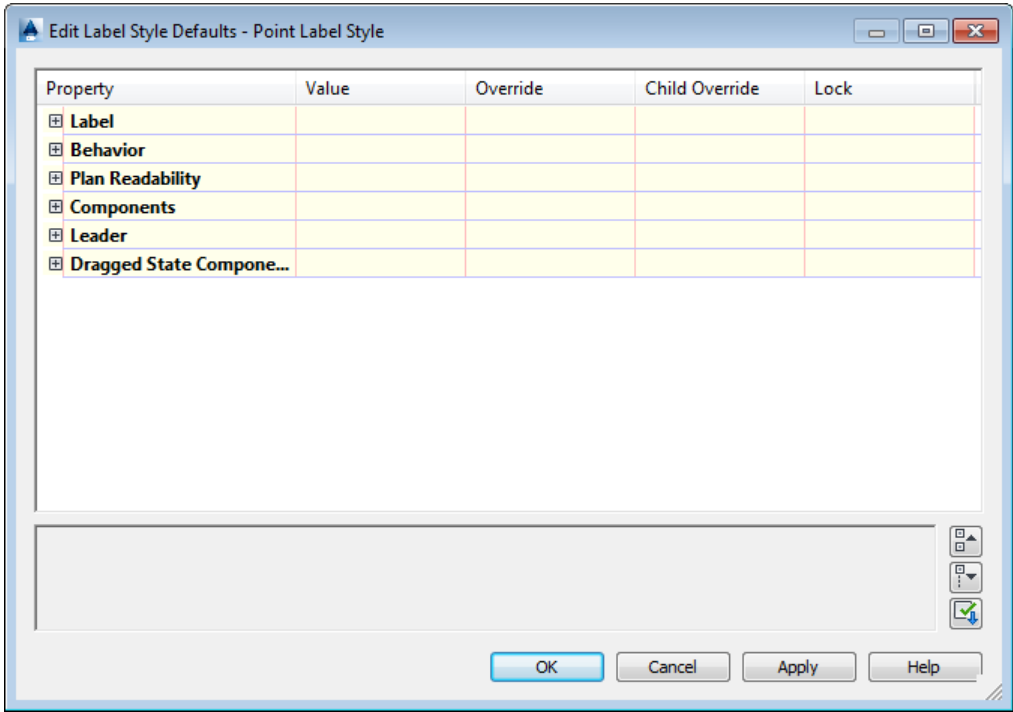 Edit Label Style Defaults - Point Label Style
Property Value Override Child Override Lock
Label
Behavior
Plan Readability
Components
Leader
Dragged State Compone...
OK Cancel Apply Help